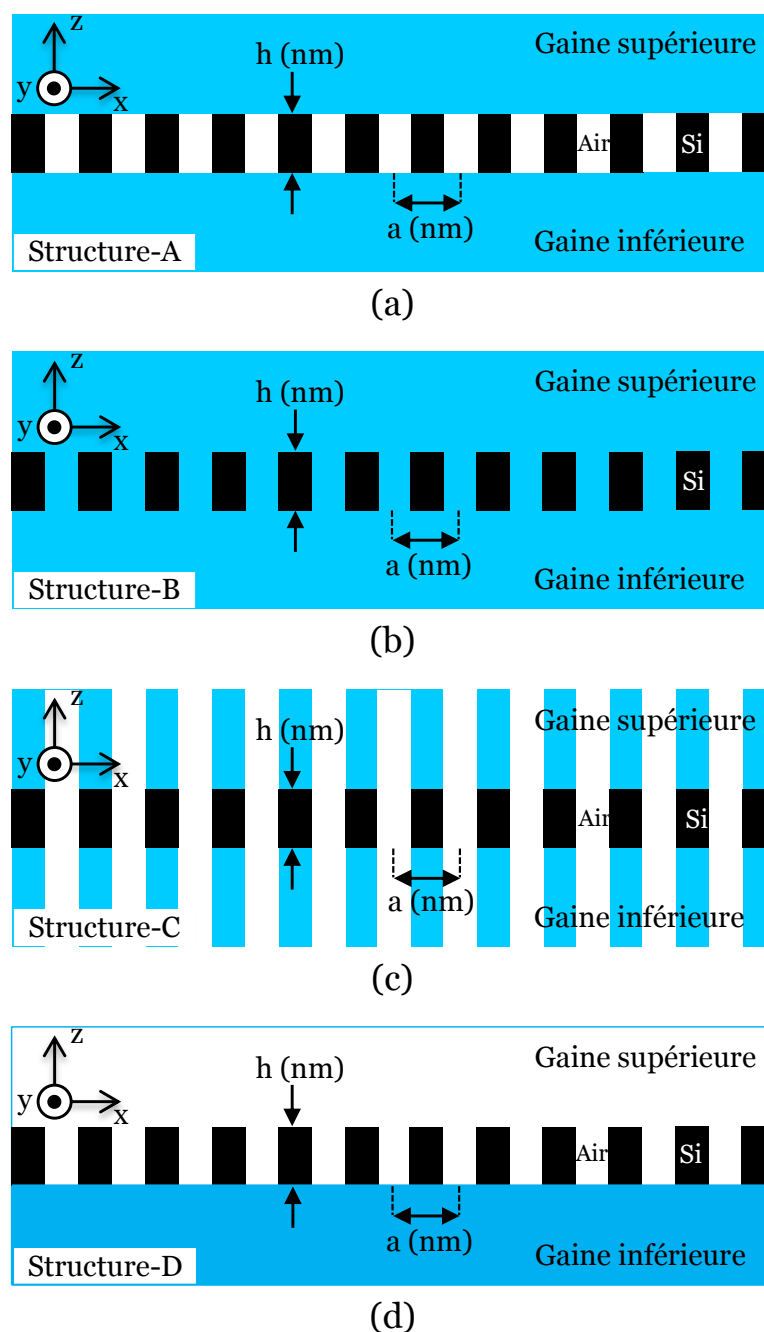 z
Gaine supérieure
h (nm)
y
x
Air
Si
a (nm)
Gaine inférieure
Structure-A
(a)
z
Gaine supérieure
h (nm)
y
x
Si
a (nm)
Gaine inférieure
Structure-B
(b)
z
Gaine supérieure
h (nm)
y
x
Air
Si
a (nm)
Gaine inférieure
Structure-C
(c)
z
Gaine supérieure
h (nm)
y
x
Air
Si
a (nm)
Gaine inférieure
Structure-D
(d)